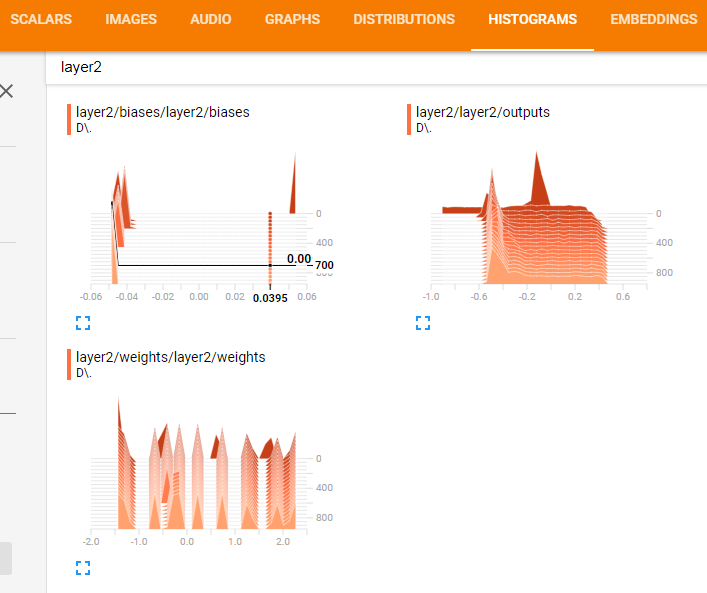 SCALARS IMAGES AUDIO GRAPHS DISTRIBUTIONS HISTOGRAMS EMBEDDINGS
layer2
layer2/biases/layer2/biases
D\.
0
400
0.00
700
-0.06 -0.04 -0.02 0.00 0.02 0.0395 0.06
layer2/layer2/outputs
D\.
0
400
800
-1.0 -0.6 -0.2 0.2 0.6
layer2/weights/layer2/weights
D\.
0
400
800
-2.0 -1.0 0.0 1.0 2.0